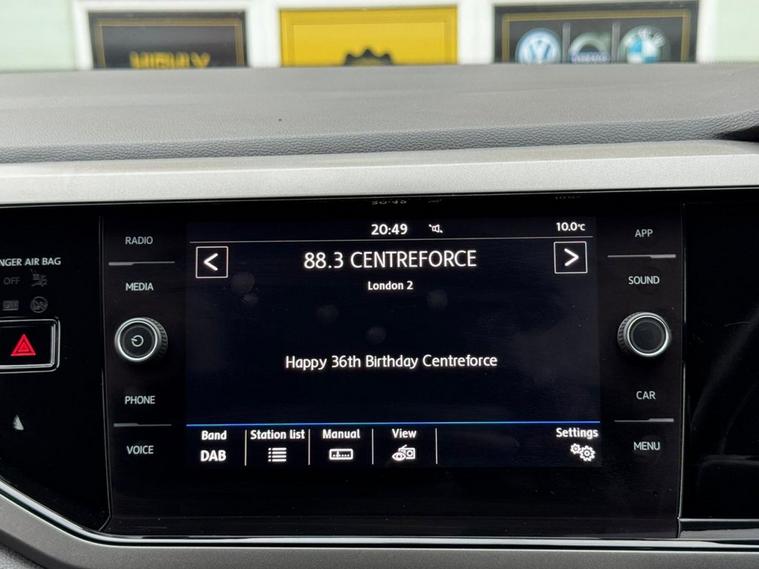 20:49
10.0°C
88.3 CENTREFORCE
London 2
Happy 36th Birthday Centreforce
Band
DAB
Station list
Manual
View
Settings
RADIO
MEDIA
PHONE
VOICE
APP
SOUND
CAR
MENU
NGER AIR BAG
OFF